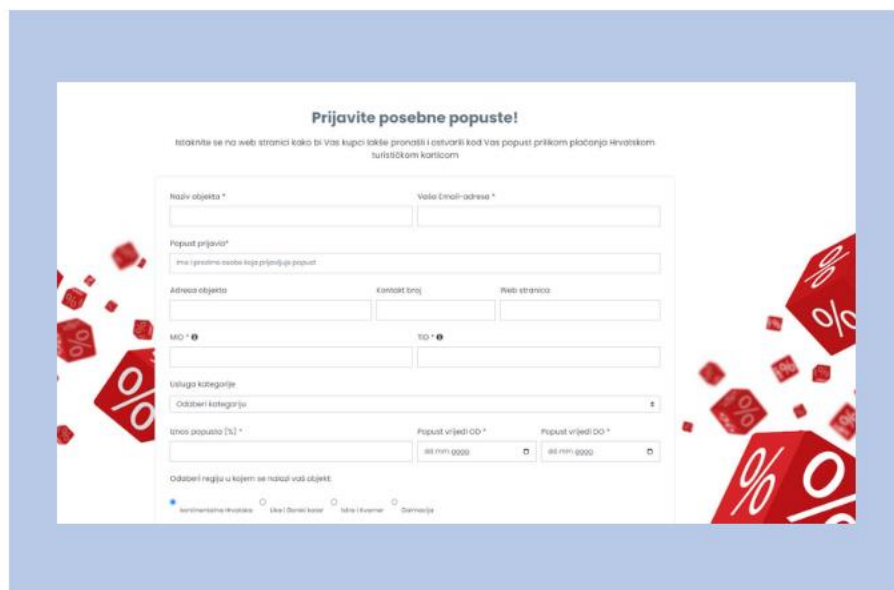 Prijavite posebne popuste!
Istaknite se na web stranici kako bi Vas kupci lakše pronašli i ostvarili kod Vas popust prilikom plaćanja Hrvatskom
turističkom karticom
Naziv objekta * Vaša Email-adresa *
Popust prijavio*
Ime i prezime osobe koja prijavljuje popust
Adresa objekta Kontakt broj Web stranica
MID * TID *
Usluga kategorije
Odaberi kategoriju
Iznos popusta (%) * Popust vrijedi OD * Popust vrijedi DO *
dd.mm.gggg. dd.mm.gggg.
Odaberi regiju u kojem se nalazi vaš objekt:
kontinentalna Hrvatska Lika i Gorski kotar Istra i Kvarner Dalmacija
%
%
%
%
%
%
%
%
%
%